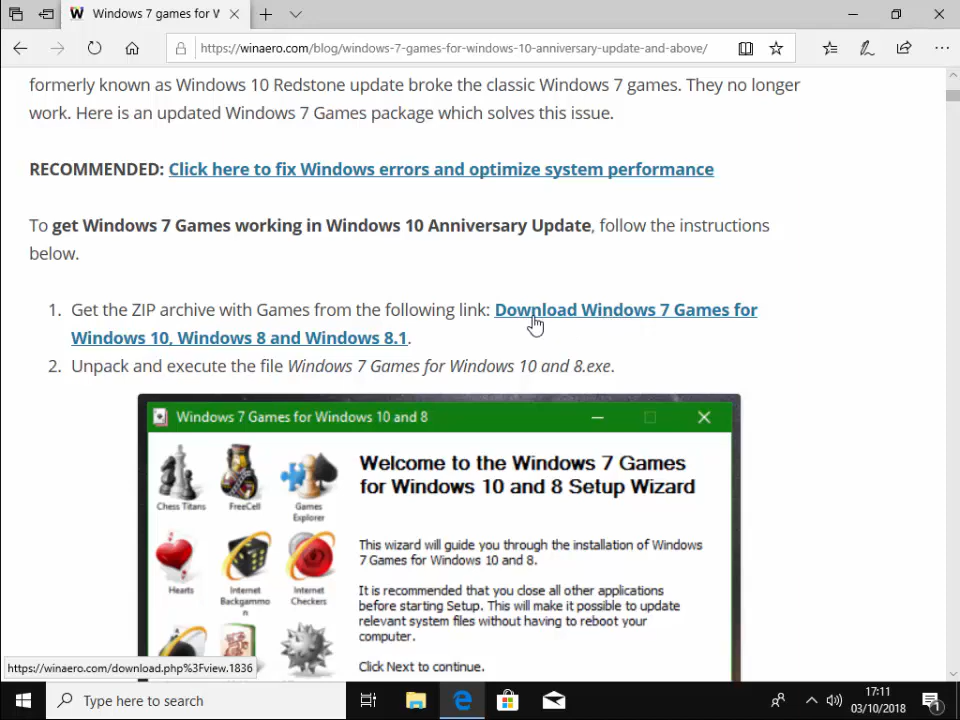 Windows 7 games for W
https://winaero.com/blog/windows-7-games-for-windows-10-anniversary-update-and-above/
formerly known as Windows 10 Redstone update broke the classic Windows 7 games. They no longer
work. Here is an updated Windows 7 Games package which solves this issue.
RECOMMENDED: Click here to fix Windows errors and optimize system performance
To get Windows 7 Games working in Windows 10 Anniversary Update, follow the instructions
below.
1. Get the ZIP archive with Games from the following link: Download Windows 7 Games for
Windows 10, Windows 8 and Windows 8.1.
2. Unpack and execute the file Windows 7 Games for Windows 10 and 8.exe.
Windows 7 Games for Windows 10 and 8
Welcome to the Windows 7 Games
for Windows 10 and 8 Setup Wizard
Chess Titans
FreeCell
Games
Explorer
This wizard will guide you through the installation of Windows
7 Games for Windows 10 and 8.
It is recommended that you close all other applications
before starting Setup. This will make it possible to update
relevant system files without having to reboot your
computer.
Hearts
Internet
Backgammo
n
Internet
Checkers
Click Next to continue.
https://winaero.com/download.php%3Fview.1836
Type here to search
17:11
03/10/2018
1